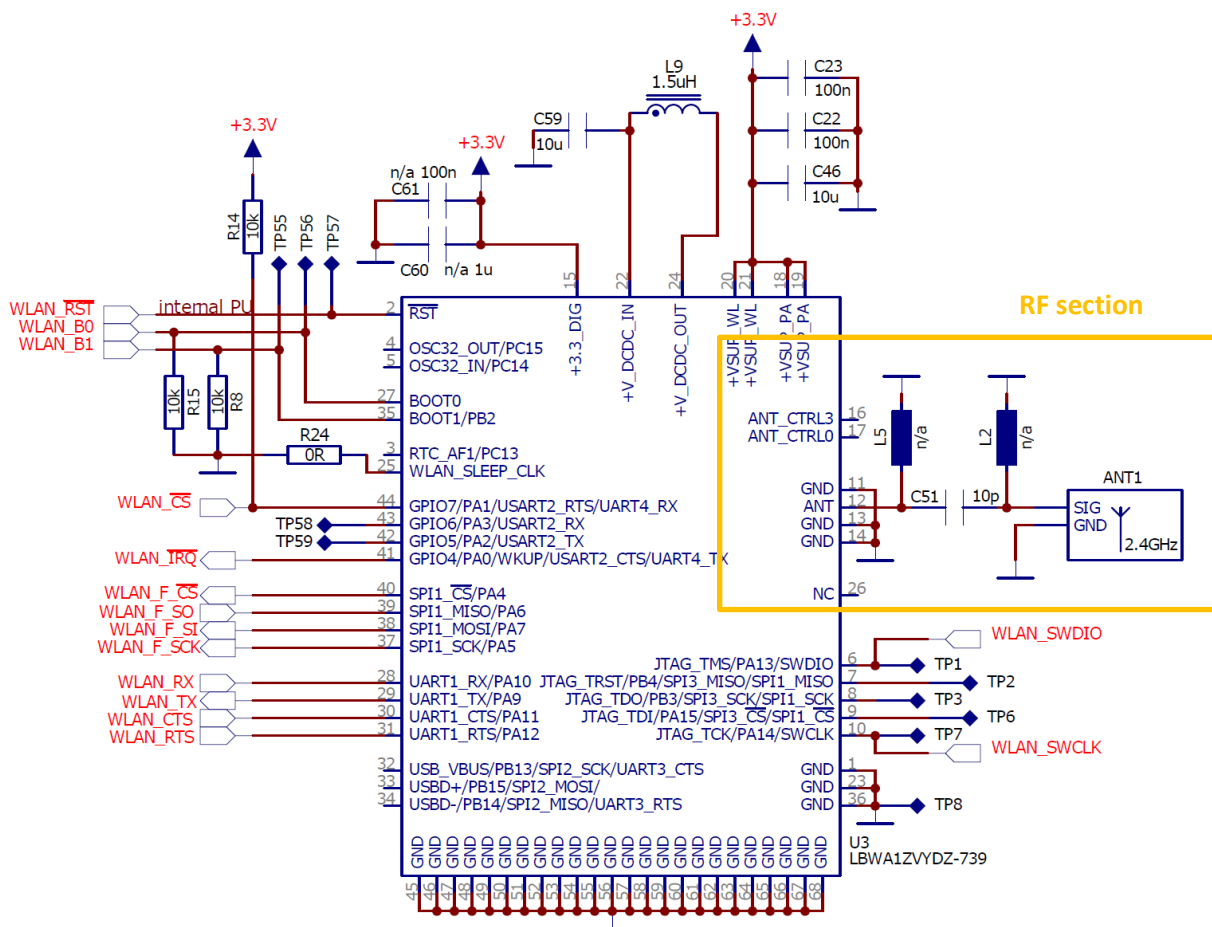 +3.3V
L9
1.5uH
C23
100n
C59
10u
C22
100n
C46
10u
+3.3V
+3.3V
n/a 100n
C61
C60 n/a 1u
R14
10k
TP55
TP56
TP57
15
22
24
20
21
18
19
RF section
WLAN_RST
internal PU
WLAN_B0
WLAN_B1
2 RST
4 OSC32_OUT/PC15
5 OSC32_IN/PC14
27 BOOT0
35 BOOT1/PB2
3 RTC_AF1/PC13
25 WLAN_SLEEP_CLK
10k
R15
10k
R8
R24
0R
+3.3_DIG
+V_DCDC_IN
+V_DCDC_OUT
+VSUP_WL
+VSUP_WL
+VSUP_PA
+VSUP_PA
ANT_CTRL3 16
ANT_CTRL0 17
GND 11
ANT 12
GND 13
GND 14
NC 26
L5
n/a
L2
n/a
C51 10p
ANT1
SIG
GND
2.4GHz
WLAN_CS
44 GPIO7/PA1/USART2_RTS/UART4_RX
TP58 43 GPIO6/PA3/USART2_RX
TP59 42 GPIO5/PA2/USART2_TX
WLAN_IRQ 41 GPIO4/PA0/WKUP/USART2_CTS/UART4_TX
WLAN_F_CS 40 SPI1_CS/PA4
WLAN_F_SO 39 SPI1_MISO/PA6
WLAN_F_SI 38 SPI1_MOSI/PA7
WLAN_F_SCK 37 SPI1_SCK/PA5
WLAN_RX 28 UART1_RX/PA10
WLAN_TX 29 UART1_TX/PA9
WLAN_CTS 30 UART1_CTS/PA11
WLAN_RTS 31 UART1_RTS/PA12
32 USB_VBUS/PB13/SPI2_SCK/UART3_CTS
33 USBD+/PB15/SPI2_MOSI/
34 USBD-/PB14/SPI2_MISO/UART3_RTS
WLAN_SWDIO
JTAG_TMS/PA13/SWDIO 6 TP1
JTAG_TRST/PB4/SPI3_MISO/SPI1_MISO 7 TP2
JTAG_TDO/PB3/SPI3_SCK/SPI1_SCK 8 TP3
JTAG_TDI/PA15/SPI3_CS/SPI1_CS 9 TP6
JTAG_TCK/PA14/SWCLK 10 TP7
WLAN_SWCLK
GND 1
GND 23
GND 36 TP8
U3
LBWA1ZVYDZ-739
GND GND GND GND GND GND GND GND GND GND GND GND GND GND GND GND GND GND GND GND GND GND GND GND
45 46 47 48 49 50 51 52 53 54 55 56 57 58 59 60 61 62 63 64 65 66 67 68